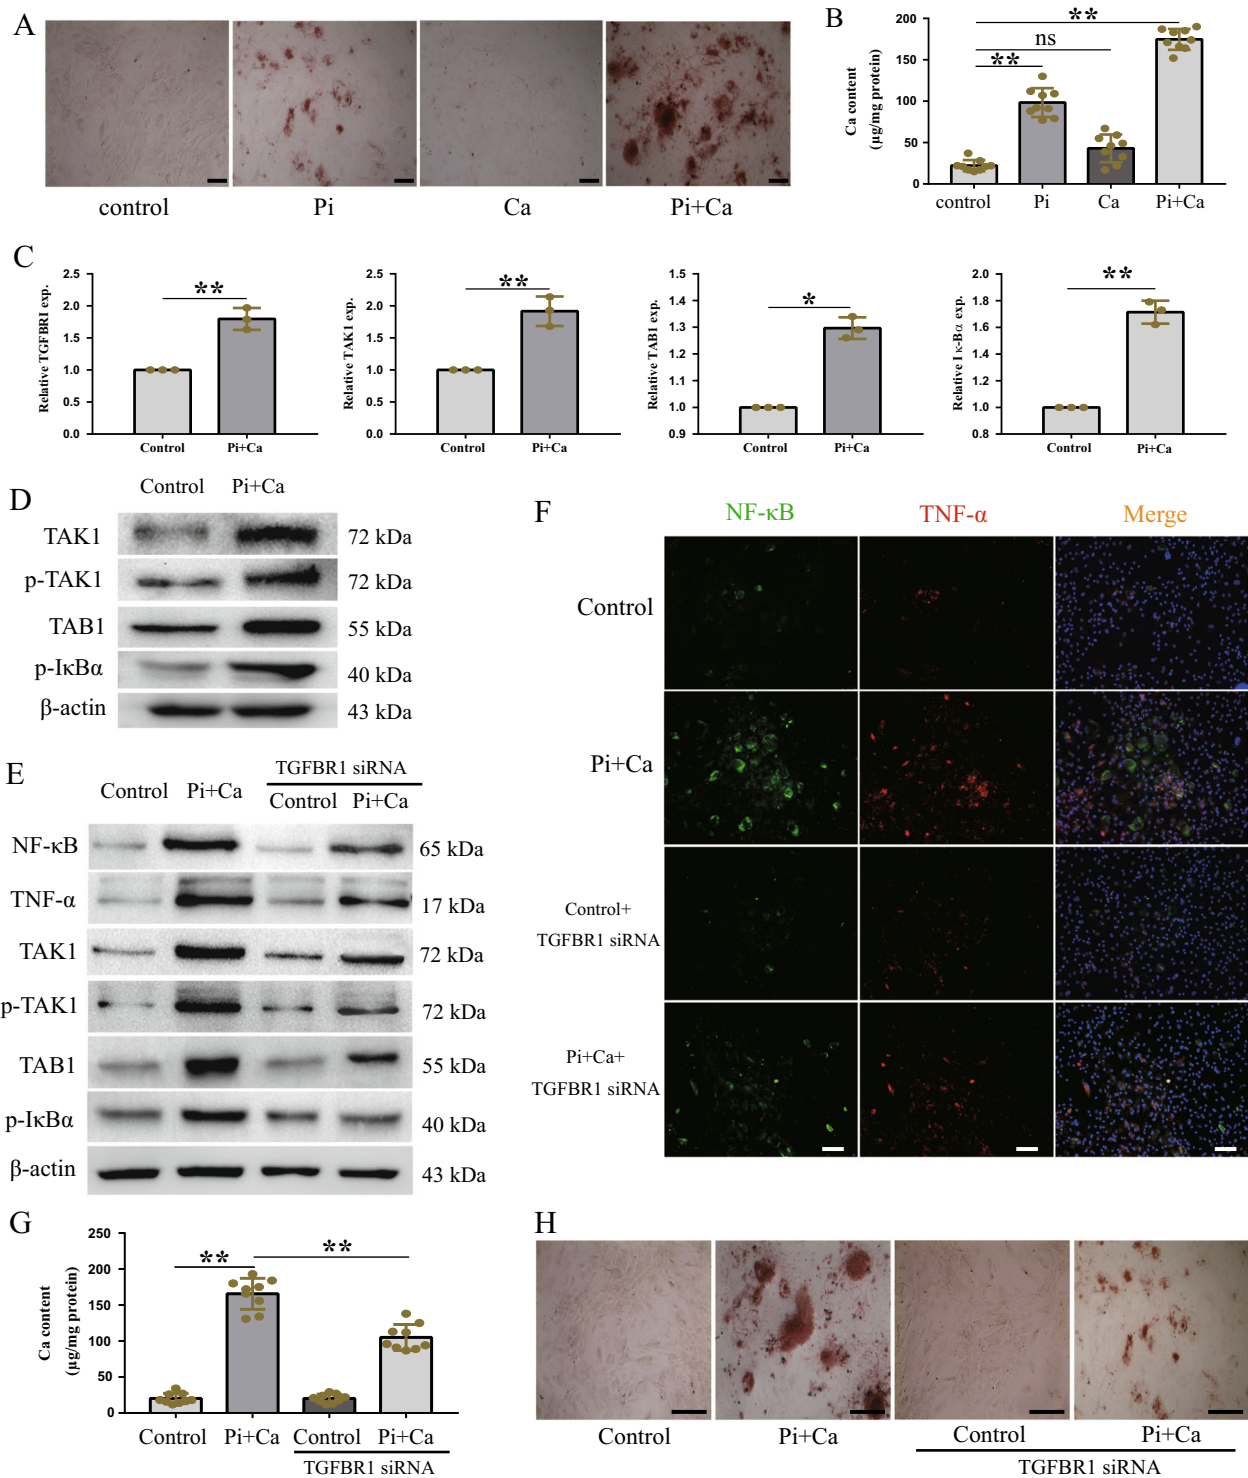 A
control
Pi
Ca
Pi+Ca
B
Ca content
(μg/mg protein)
200
150
100
50
0
**
ns
**
control
Pi
Ca
Pi+Ca
C
Relative TGFBR1 exp.
2.5
2.0
1.5
1.0
0.5
0.0
**
Control
Pi+Ca
Relative TAK1 exp.
2.5
2.0
1.5
1.0
0.5
0.0
**
Control
Pi+Ca
Relative TAB1 exp.
1.5
1.4
1.3
1.2
1.1
1.0
0.9
*
Control
Pi+Ca
Relative I κ-Bα exp.
2.0
1.8
1.6
1.4
1.2
1.0
0.8
**
Control
Pi+Ca
D
Control Pi+Ca
TAK1 72 kDa
p-TAK1 72 kDa
TAB1 55 kDa
p-IκBα 40 kDa
β-actin 43 kDa
E
TGFBR1 siRNA
Control Pi+Ca Control Pi+Ca
NF-κB 65 kDa
TNF-α 17 kDa
TAK1 72 kDa
p-TAK1 72 kDa
TAB1 55 kDa
p-IκBα 40 kDa
β-actin 43 kDa
F
NF-κB TNF-α Merge
Control
Pi+Ca
Control+
TGFBR1 siRNA
Pi+Ca+
TGFBR1 siRNA
G
Ca content
(μg/mg protein)
250
200
150
100
50
0
**
**
Control Pi+Ca Control Pi+Ca
TGFBR1 siRNA
H
Control Pi+Ca Control Pi+Ca
TGFBR1 siRNA